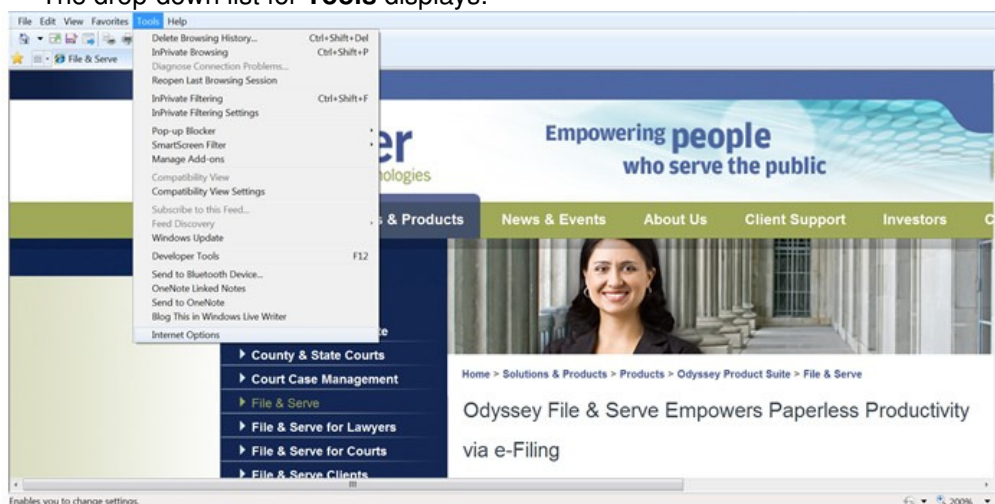 The drop-down list for Tools displays.
File Edit View Favorites Tools Help
File & Serve
Delete Browsing History... Ctrl+Shift+Del
InPrivate Browsing Ctrl+Shift+P
Diagnose Connection Problems...
Reopen Last Browsing Session
InPrivate Filtering Ctrl+Shift+F
InPrivate Filtering Settings
Pop-up Blocker
SmartScreen Filter
Manage Add-ons
Compatibility View
Compatibility View Settings
Subscribe to this Feed...
Feed Discovery
Windows Update
Developer Tools F12
Send to Bluetooth Device...
OneNote Linked Notes
Send to OneNote
Blog This in Windows Live Writer
Internet Options
er
nologies
Empowering people
who serve the public
& Products News & Events About Us Client Support Investors C
County & State Courts
Court Case Management
File & Serve
File & Serve for Lawyers
File & Serve for Courts
File & Serve Clients
Home > Solutions & Products > Products > Odyssey Product Suite > File & Serve
Odyssey File & Serve Empowers Paperless Productivity
via e-Filing
Enables you to change settings.
200%